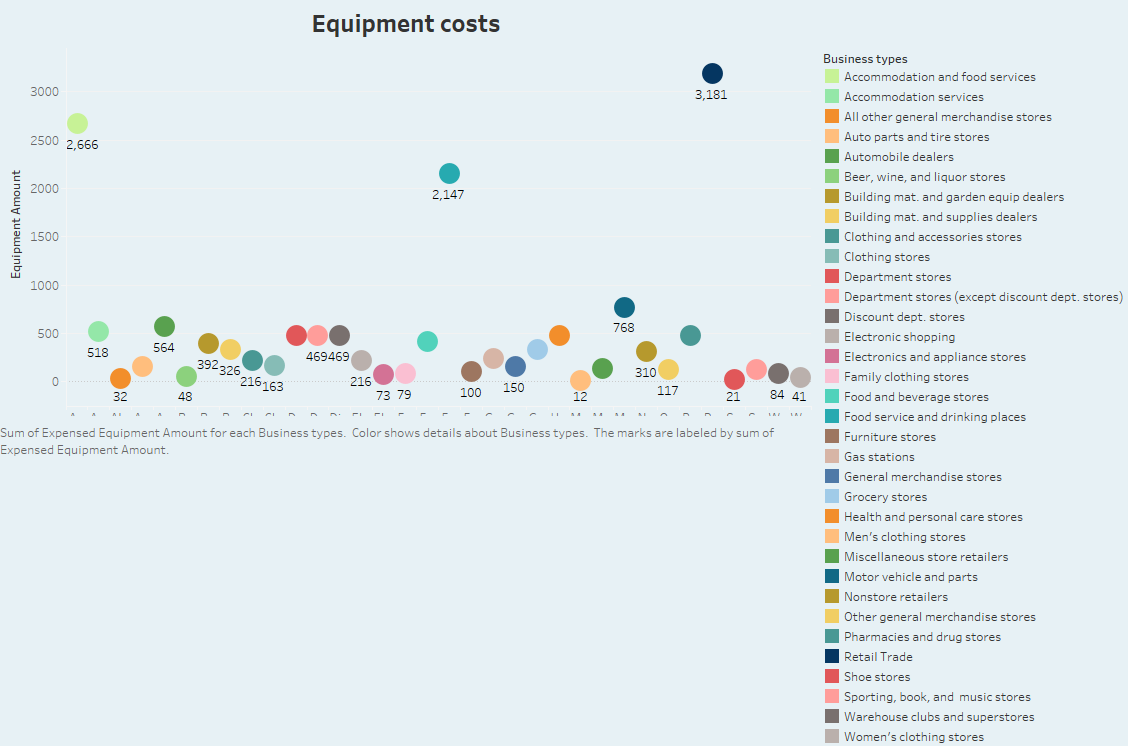 Equipment costs
Equipment Amount
3000
2500
2000
1500
1000
500
0
2,666
518
32
564
48
392
326
216
163
469
469
216
73
79
2,147
100
150
12
768
310
117
3,181
21
84
41
Sum of Expensed Equipment Amount for each Business types. Color shows details about Business types. The marks are labeled by sum of
Expensed Equipment Amount.
Business types
Accommodation and food services
Accommodation services
All other general merchandise stores
Auto parts and tire stores
Automobile dealers
Beer, wine, and liquor stores
Building mat. and garden equip dealers
Building mat. and supplies dealers
Clothing and accessories stores
Clothing stores
Department stores
Department stores (except discount dept. stores)
Discount dept. stores
Electronic shopping
Electronics and appliance stores
Family clothing stores
Food and beverage stores
Food service and drinking places
Furniture stores
Gas stations
General merchandise stores
Grocery stores
Health and personal care stores
Men's clothing stores
Miscellaneous store retailers
Motor vehicle and parts
Nonstore retailers
Other general merchandise stores
Pharmacies and drug stores
Retail Trade
Shoe stores
Sporting, book, and music stores
Warehouse clubs and superstores
Women's clothing stores